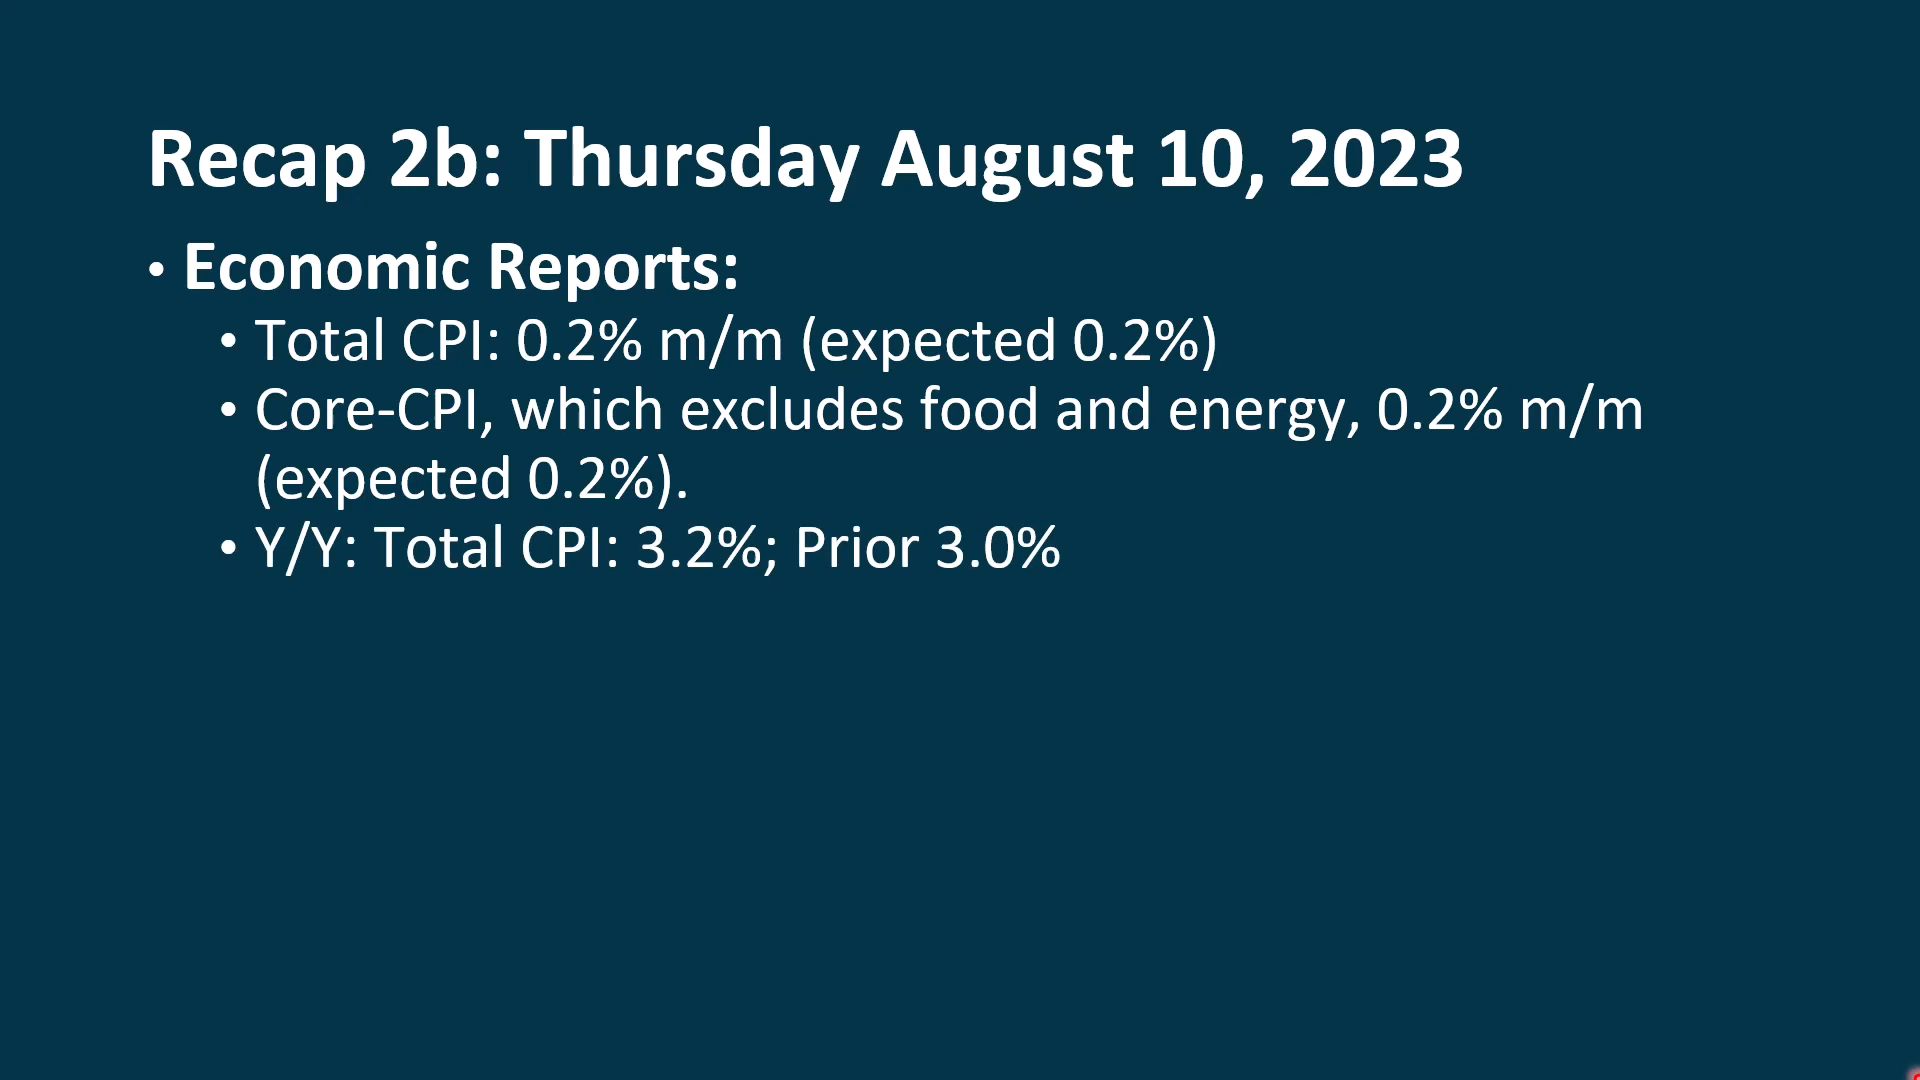 Recap 2b: Thursday August 10, 2023
• Economic Reports:
• Total CPI: 0.2% m/m (expected 0.2%)
• Core-CPI, which excludes food and energy, 0.2% m/m
(expected 0.2%).
• Y/Y: Total CPI: 3.2%; Prior 3.0%